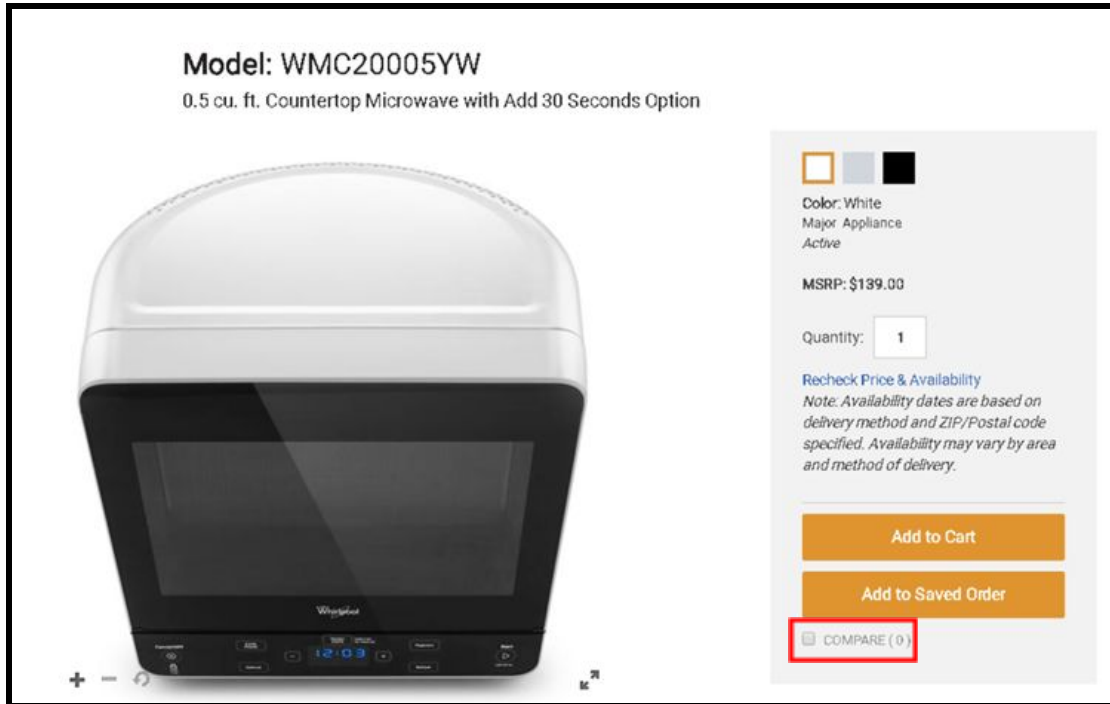 Model: WMC20005YW
0.5 cu. ft. Countertop Microwave with Add 30 Seconds Option
Color: White
Major Appliance
Active
MSRP: $139.00
Quantity: 1
Recheck Price & Availability
Note: Availability dates are based on
delivery method and ZIP/Postal code
specified. Availability may vary by area
and method of delivery.
Add to Cart
Add to Saved Order
COMPARE ( 0 )
Whirlpool
12:03